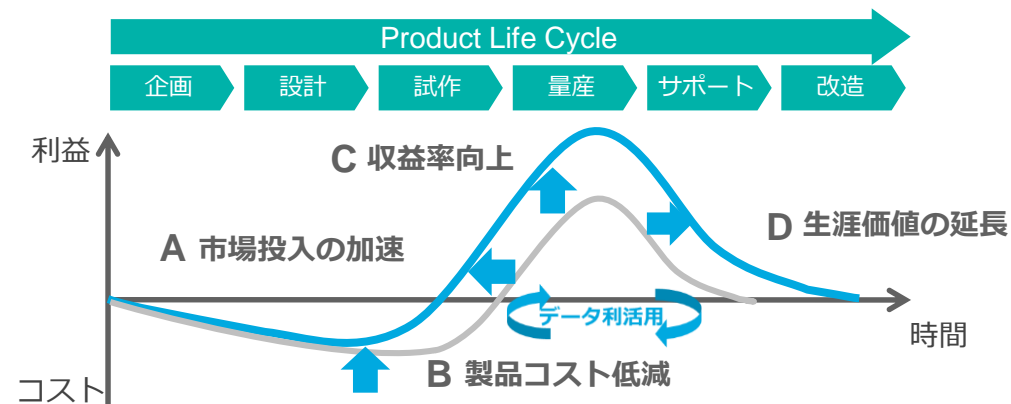 Product Life Cycle
企画
設計
試作
量産
サポート
改造
利益
C 収益率向上
A 市場投入の加速
D 生涯価値の延長
データ利活用
時間
B 製品コスト低減
コスト